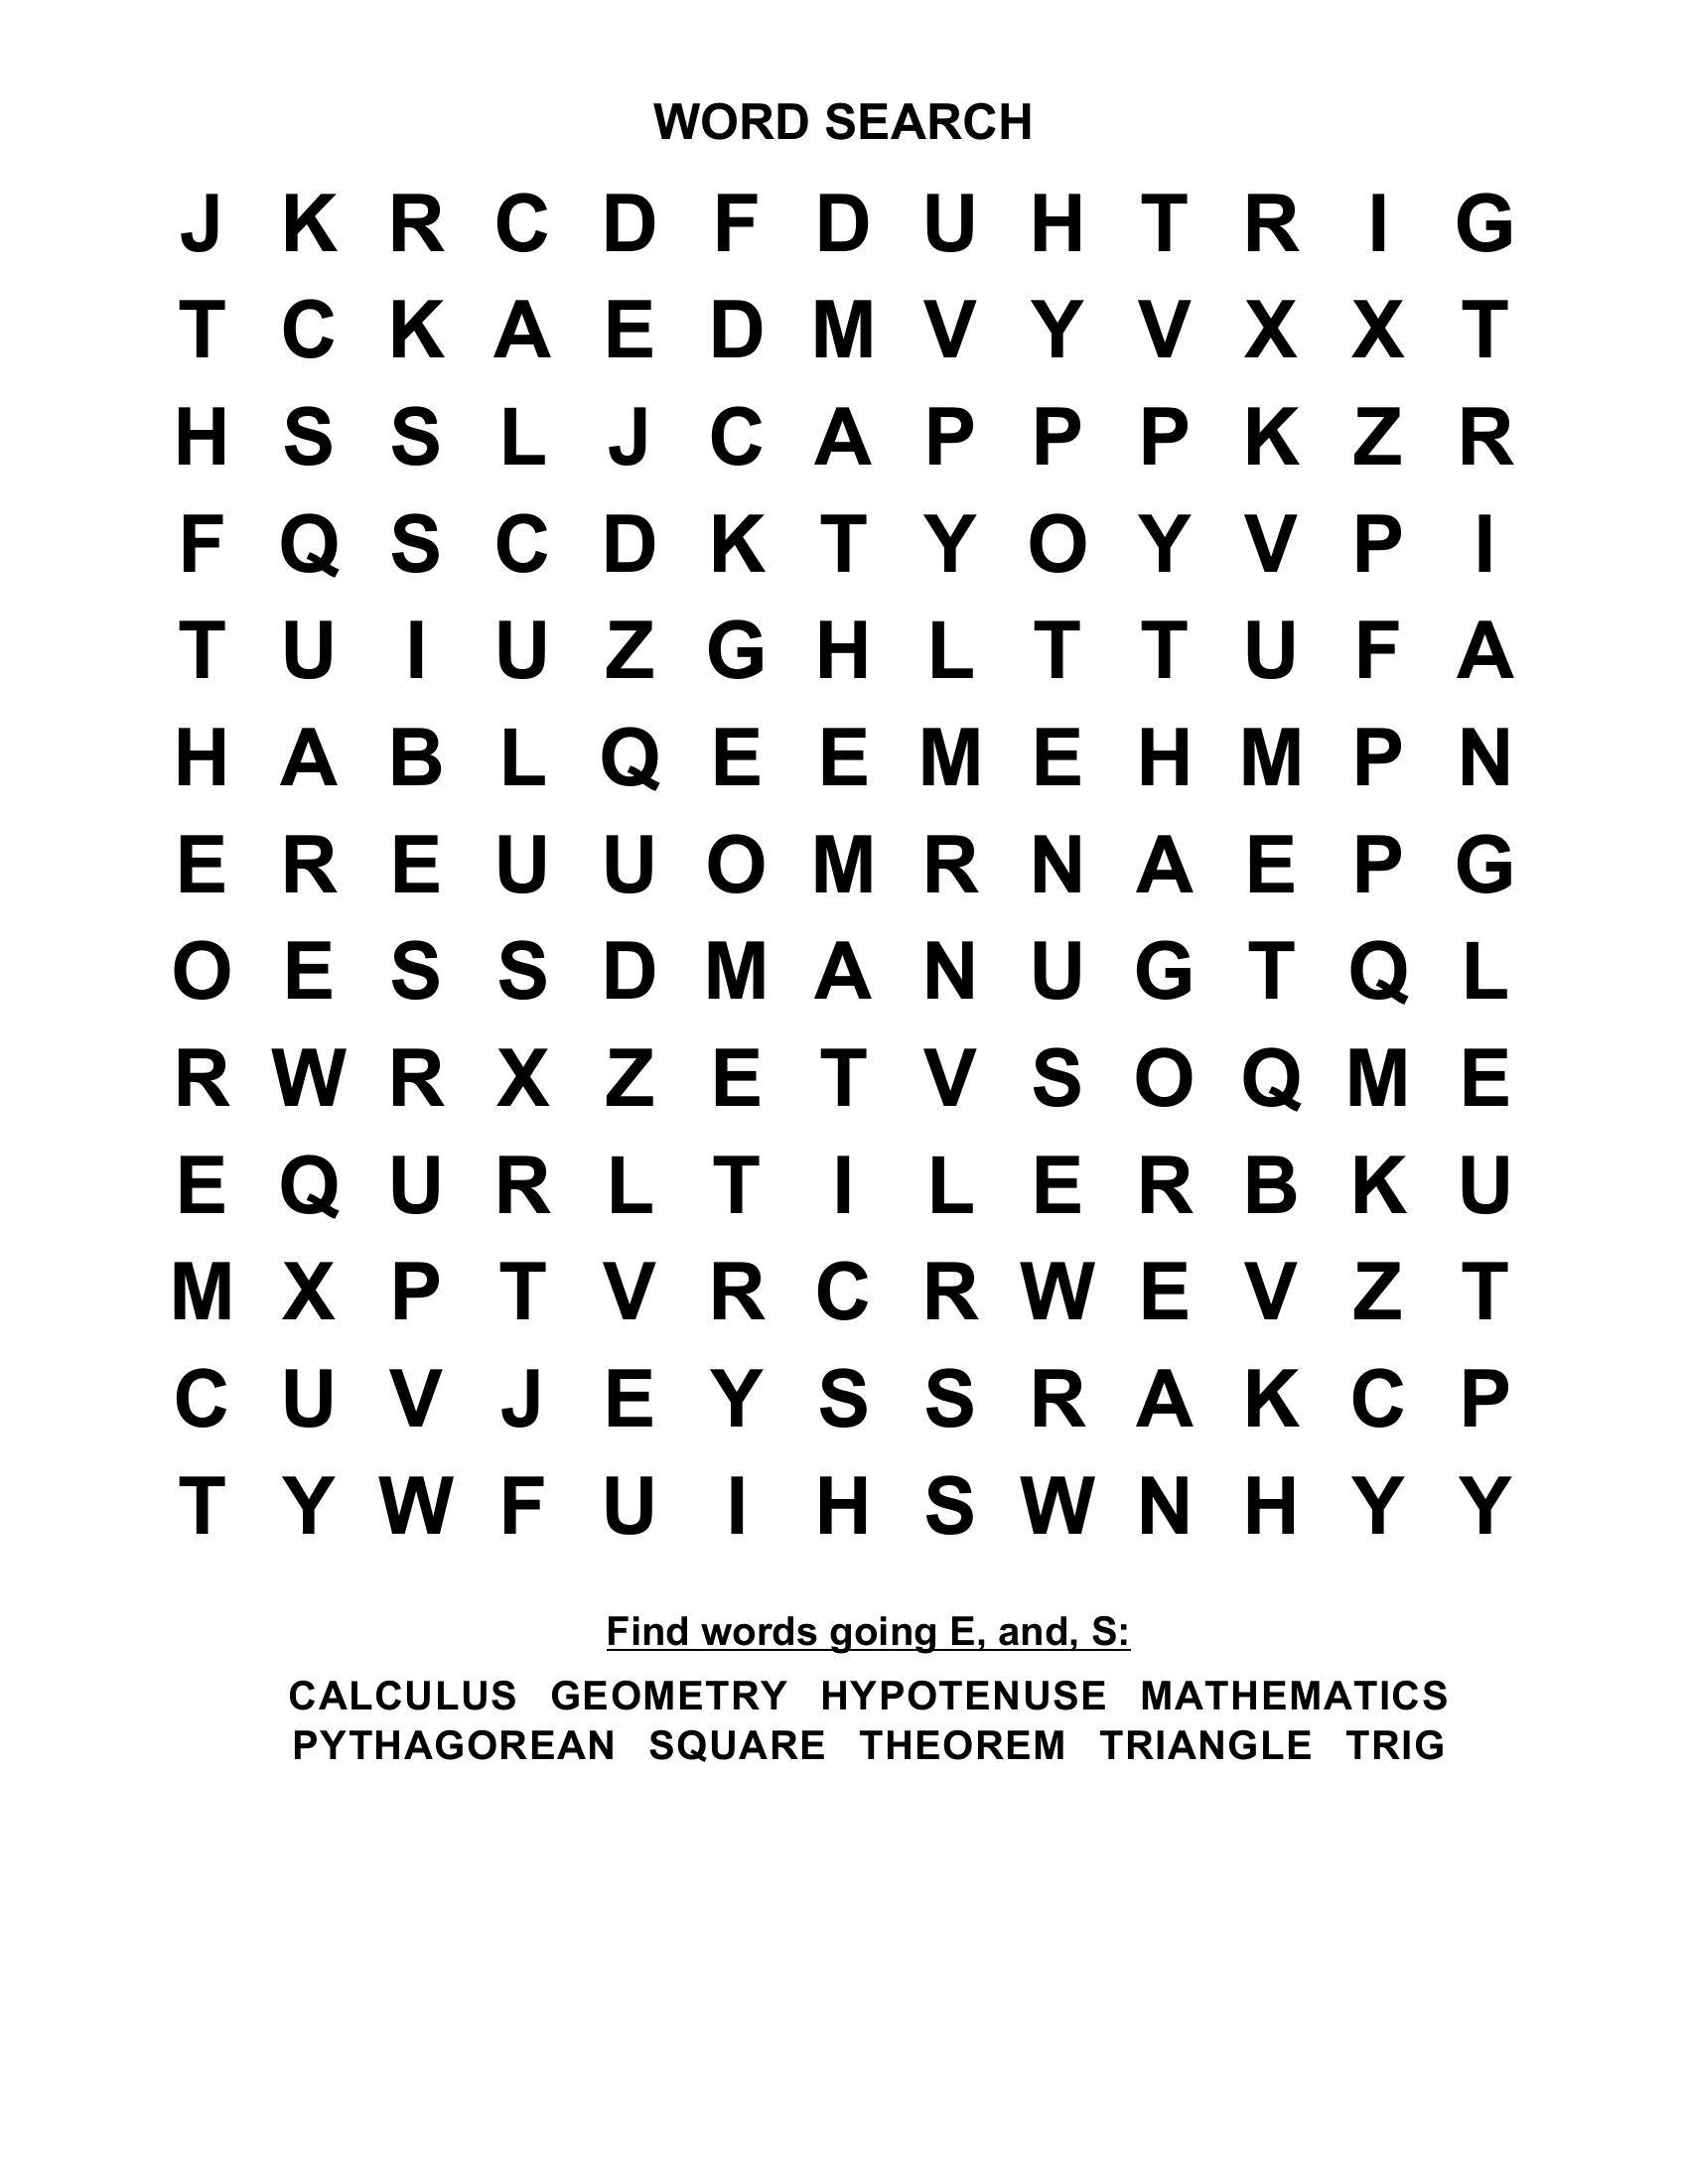 WORD SEARCH
J K R C D F D U H T R I G
T C K A E D M V Y V X X T
H S S L J C A P P P K Z R
F Q S C D K T Y O Y V P I
T U I U Z G H L T T U F A
H A B L Q E E M E H M P N
E R E U U O M R N A E P G
O E S S D M A N U G T Q L
R W R X Z E T V S O Q M E
E Q U R L T I L E R B K U
M X P T V R C R W E V Z T
C U V J E Y S S R A K C P
T Y W F U I H S W N H Y Y
Find words going E, and, S:
CALCULUS GEOMETRY HYPOTENUSE MATHEMATICS
PYTHAGOREAN SQUARE THEOREM TRIANGLE TRIG